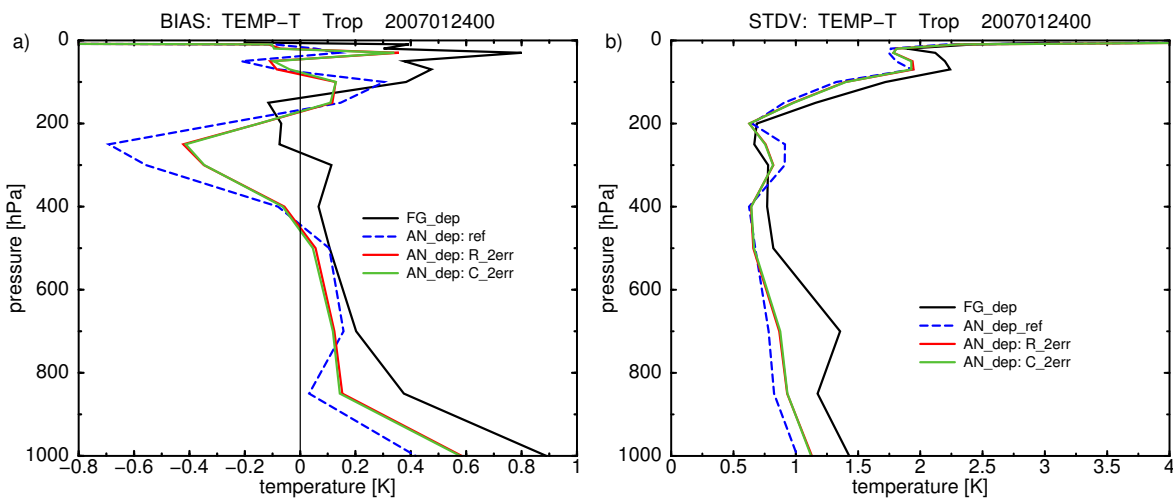 BIAS: TEMP-T Trop 2007012400
a)
0
200
400
600
800
1000
pressure [hPa]
FG_dep
AN_dep: ref
AN_dep: R_2err
AN_dep: C_2err
−0.8 −0.6 −0.4 −0.2 0 0.2 0.4 0.6 0.8 1
temperature [K]
STDV: TEMP-T Trop 2007012400
b)
0
200
400
600
800
1000
pressure [hPa]
FG_dep
AN_dep_ref
AN_dep: R_2err
AN_dep: C_2err
0 0.5 1 1.5 2 2.5 3 3.5 4
temperature [K]